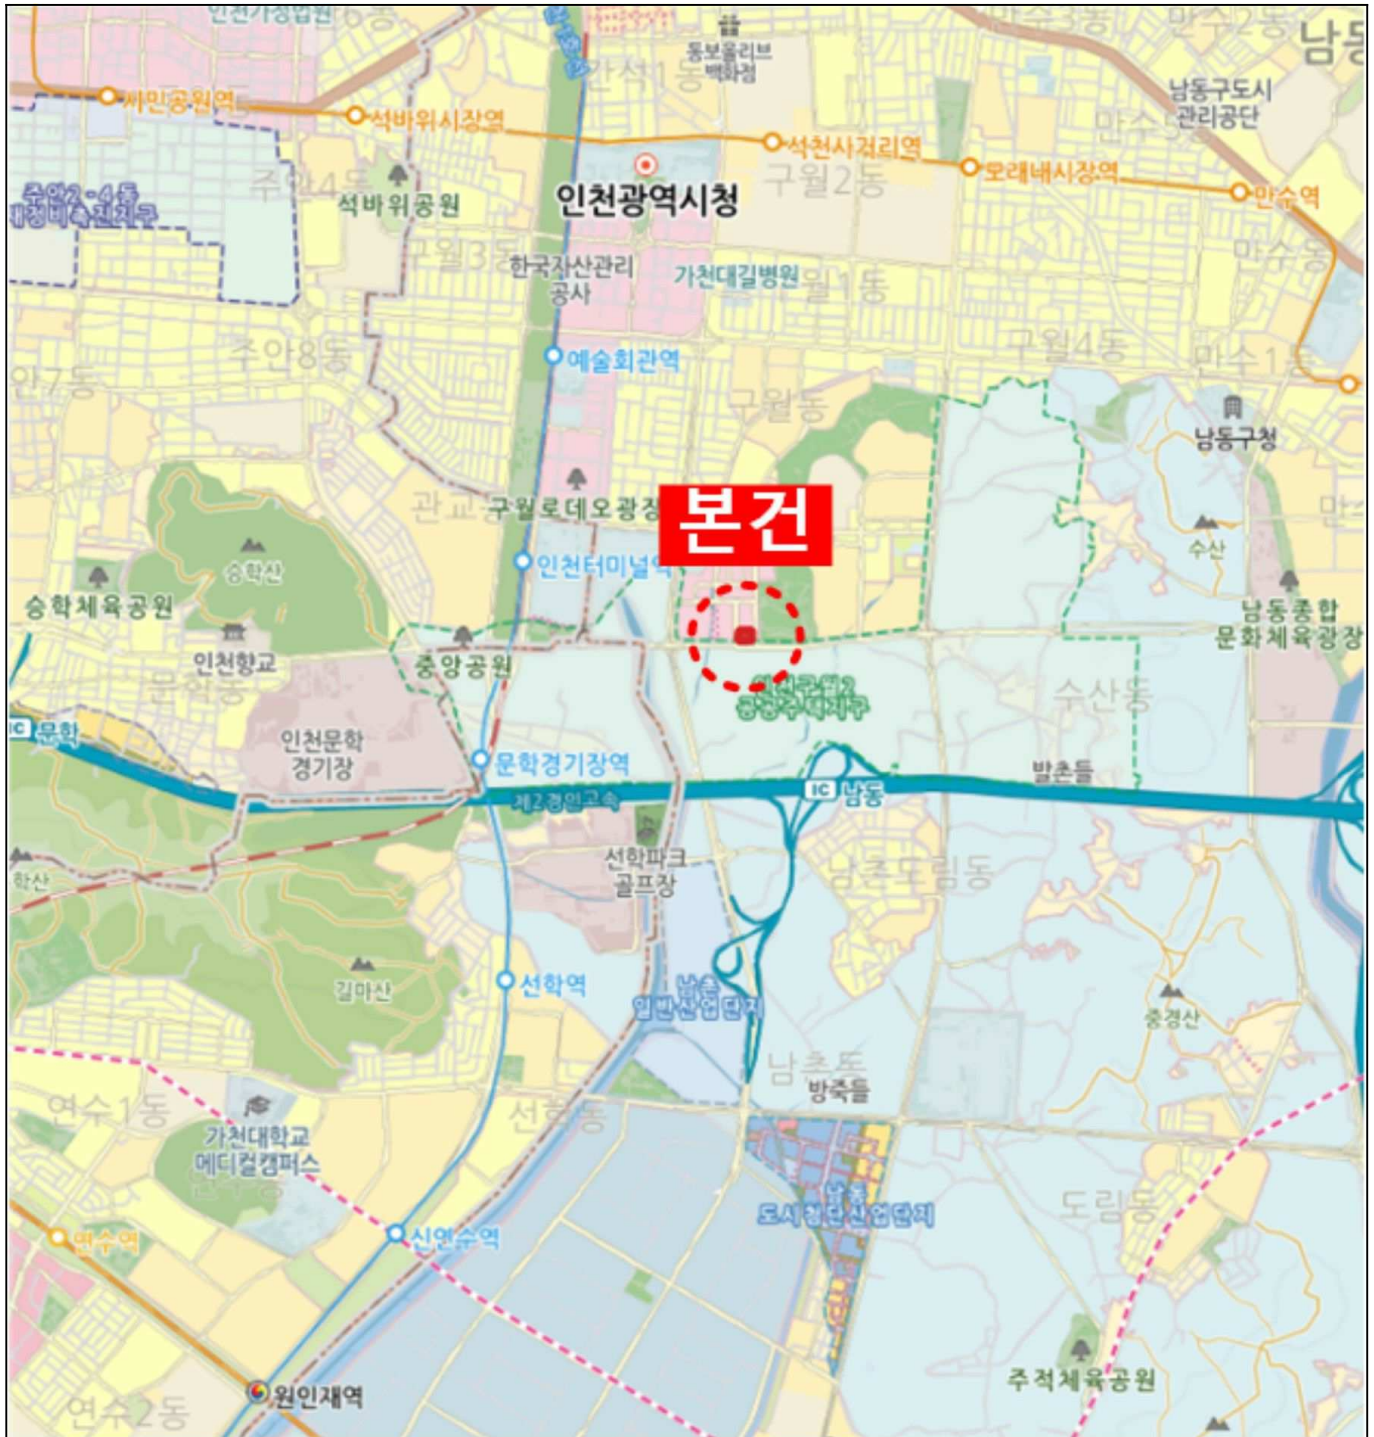 인천가정법원
6동
만수3동
만수2동
남동
동보올리브
백화점
간석1동
남동구도시
관리공단
시민공원역
석바위시장역
석천사거리역
모래내시장역
만수역
인천광역시청
구월2동
주안4동
석바위공원
주안2·4동
재정비촉진지구
구월3동
한국자산관리
공사
가천대길병원
월1동
만수동
주안8동
예술회관역
구월4동
만수1동
안7동
구월동
남동구청
관교
구월로데오광장
본건
인천터미널역
수산
승학산
승학체육공원
남동종합
문화체육광장
인천향교
중앙공원
문학동
인천구월2
공공주택지구
수산동
IC 문학
인천문학
경기장
문학경기장역
발촌들
IC 남동
제2경인고속
선학파크
골프장
남촌도림동
학산
길마산
선학역
남촌
일반산업단지
중경산
남촌도
방죽들
연수1동
선학동
가천대학교
메디컬캠퍼스
남동
도시첨단산업단지
도림동
연수역
신연수역
주적체육공원
원인재역
연수2동